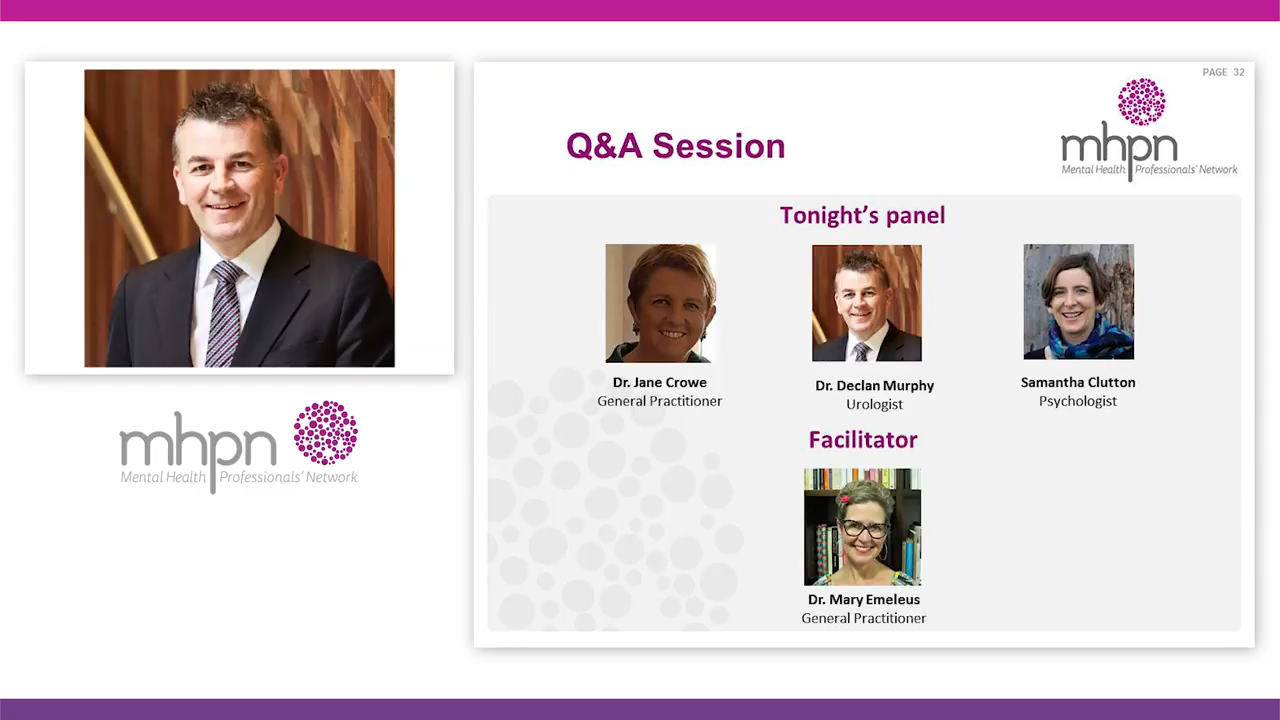 mhpn
Mental Health Professionals' Network
PAGE 32
Q&A Session
mhpn
Mental Health Professionals' Network
Tonight's panel
Dr. Jane Crowe
General Practitioner
Dr. Declan Murphy
Urologist
Samantha Clutton
Psychologist
Facilitator
Dr. Mary Emeleus
General Practitioner